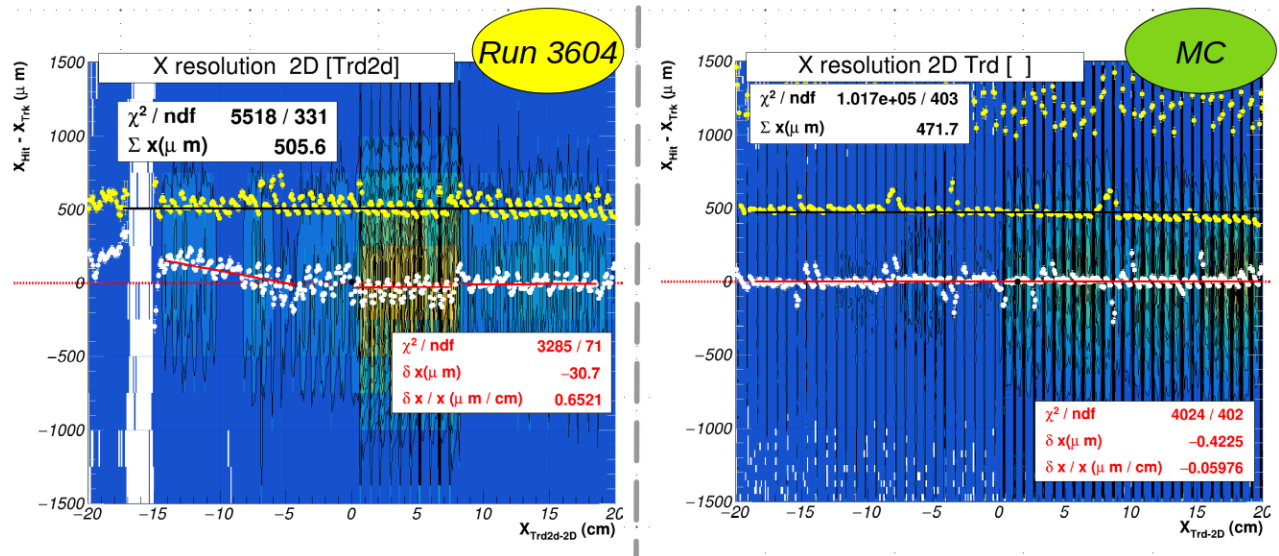 Run 3604
X resolution 2D [Trd2d]
χ² / ndf 5518 / 331
Σ x(μ m) 505.6
X_Hit - X_Trk (μ m)
1500
1000
500
0
−500
−1000
−1500
χ² / ndf 3285 / 71
δ x(μ m) −30.7
δ x / x (μ m / cm) 0.6521
−20 −15 −10 −5 0 5 10 15 20
X_Trd2d-2D (cm)
MC
X resolution 2D Trd [ ]
χ² / ndf 1.017e+05 / 403
Σ x(μ m) 471.7
X_Hit - X_Trk (μ m)
1500
1000
500
0
−500
−1000
−1500
χ² / ndf 4024 / 402
δ x(μ m) −0.4225
δ x / x (μ m / cm) −0.05976
−20 −15 −10 −5 0 5 10 15 20
X_Trd-2D (cm)